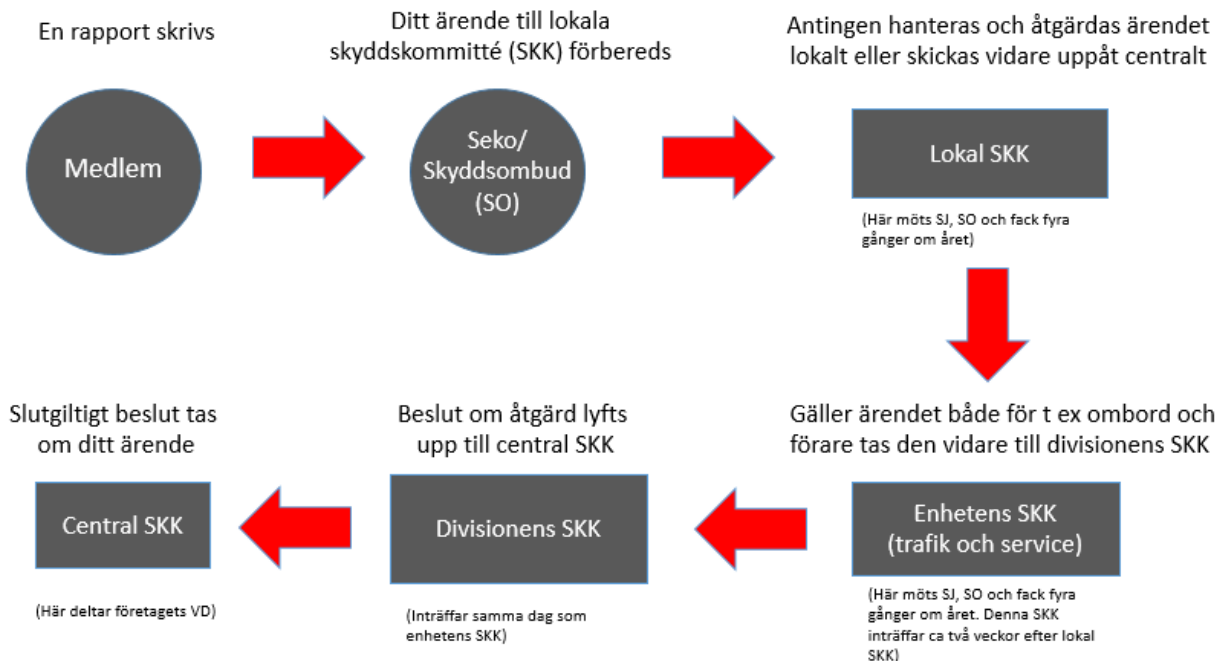 En rapport skrivs
Medlem
Ditt ärende till lokala
skyddskommitté (SKK) förbereds
Seko/
Skyddsombud
(SO)
Antingen hanteras och åtgärdas ärendet
lokalt eller skickas vidare uppåt centralt
Lokal SKK
(Här möts SJ, SO och fack fyra
gånger om året)
Gäller ärendet både för t ex ombord och
förare tas den vidare till divisionens SKK
Enhetens SKK
(trafik och service)
(Här möts SJ, SO och fack fyra
gånger om året. Denna SKK
inträffar ca två veckor efter lokal
SKK)
Beslut om åtgärd lyfts
upp till central SKK
Divisionens SKK
(Inträffar samma dag som
enhetens SKK)
Slutgiltigt beslut tas
om ditt ärende
Central SKK
(Här deltar företagets VD)